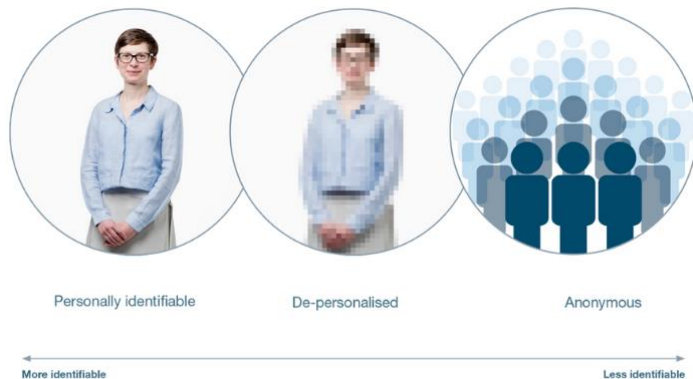 Personally identifiable
De-personalised
Anonymous
More identifiable
Less identifiable